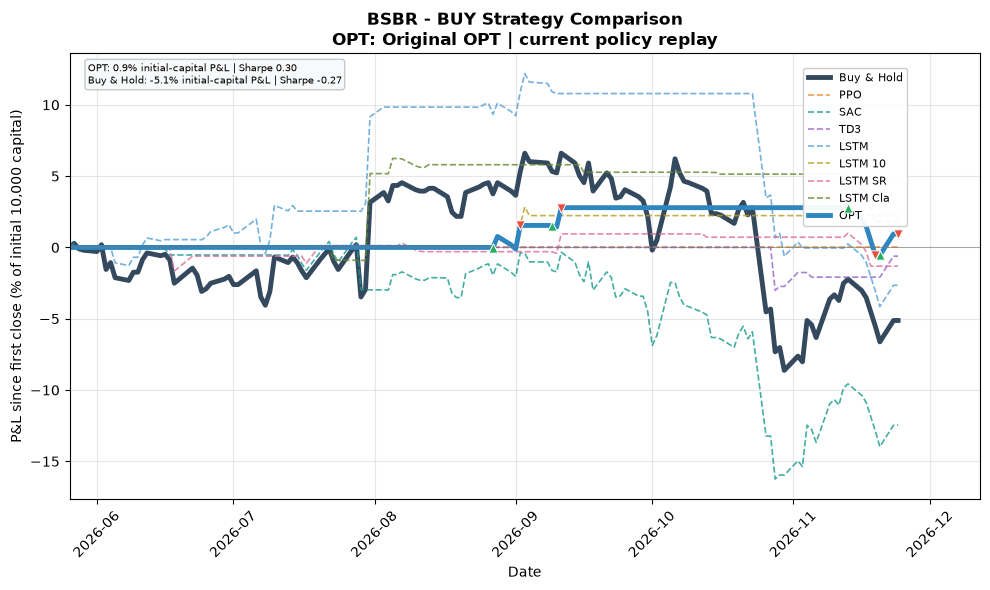 BSBR - BUY Strategy Comparison
OPT: Original OPT | current policy replay
OPT: 0.9% initial-capital P&L | Sharpe 0.30
Buy & Hold: -5.1% initial-capital P&L | Sharpe -0.27
Buy & Hold
PPO
SAC
TD3
LSTM
LSTM 10
LSTM SR
LSTM Cla
OPT
P&L since first close (% of initial 10,000 capital)
10
5
0
−5
−10
−15
2026-06
2026-07
2026-08
2026-09
2026-10
2026-11
2026-12
Date